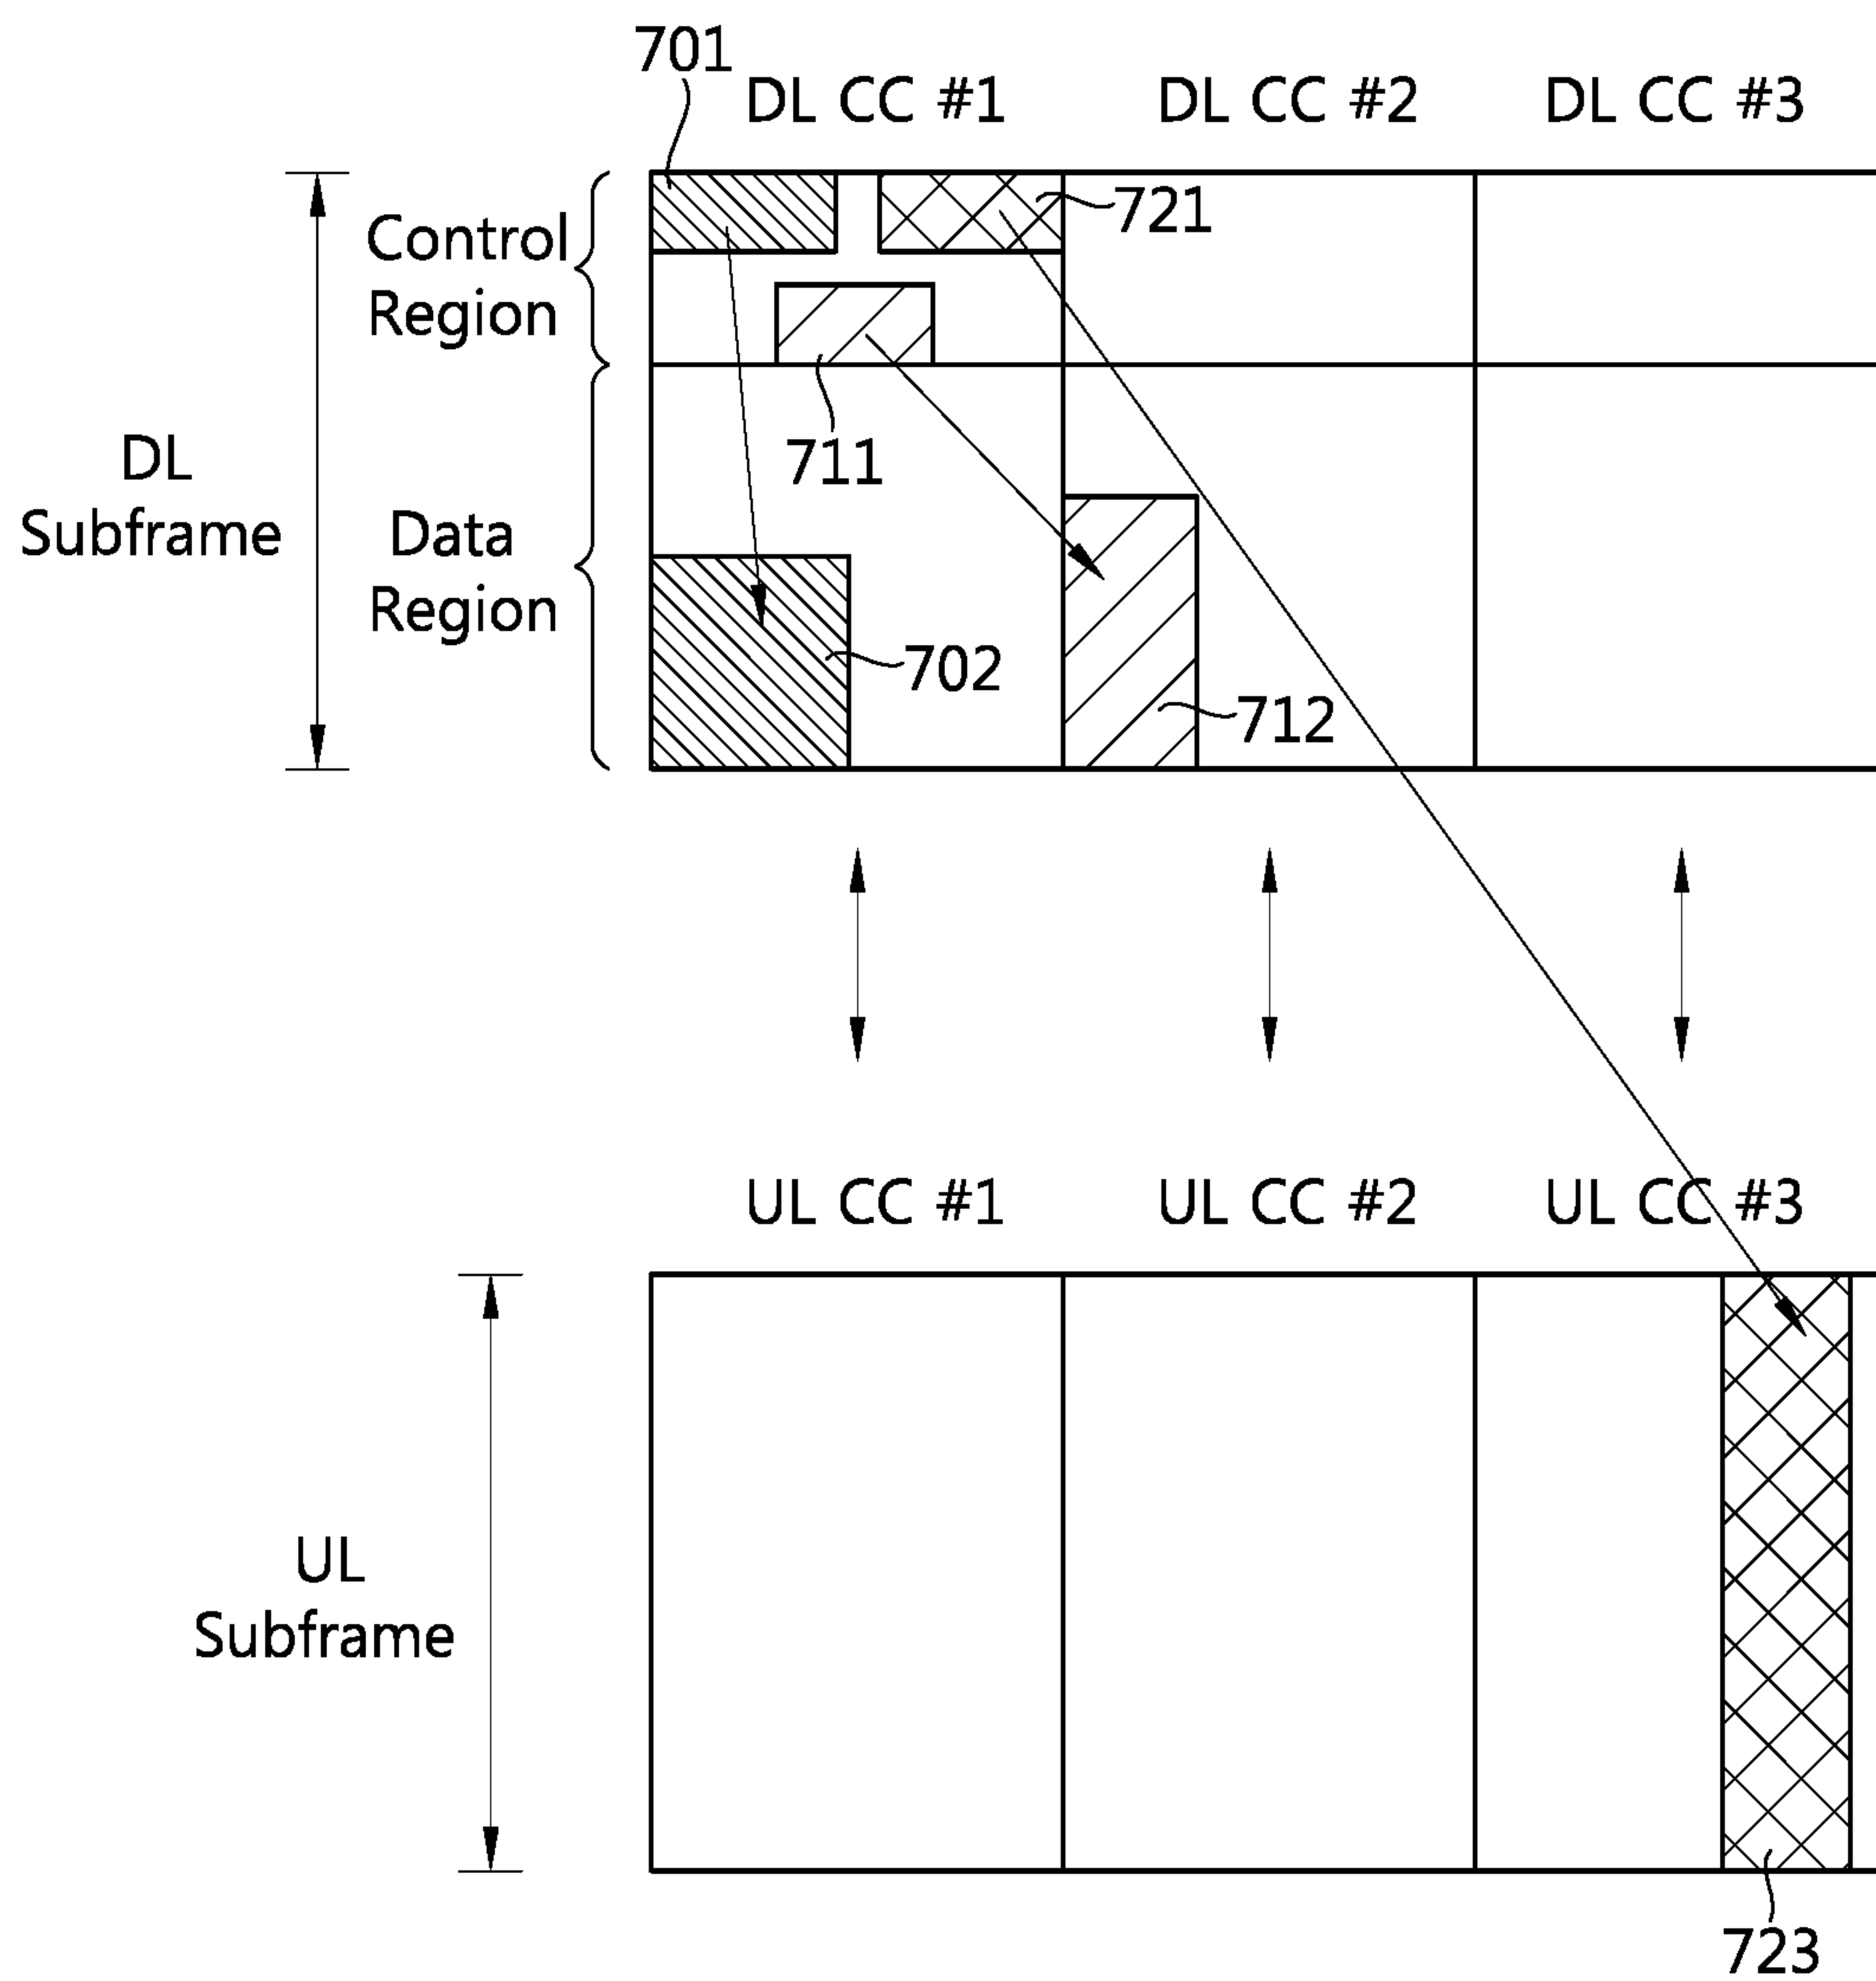 701
DL CC #1
DL CC #2
DL CC #3
721
Control
Region
711
DL
Subframe
Data
Region
702
712
UL CC #1
UL CC #2
UL CC #3
UL
Subframe
723